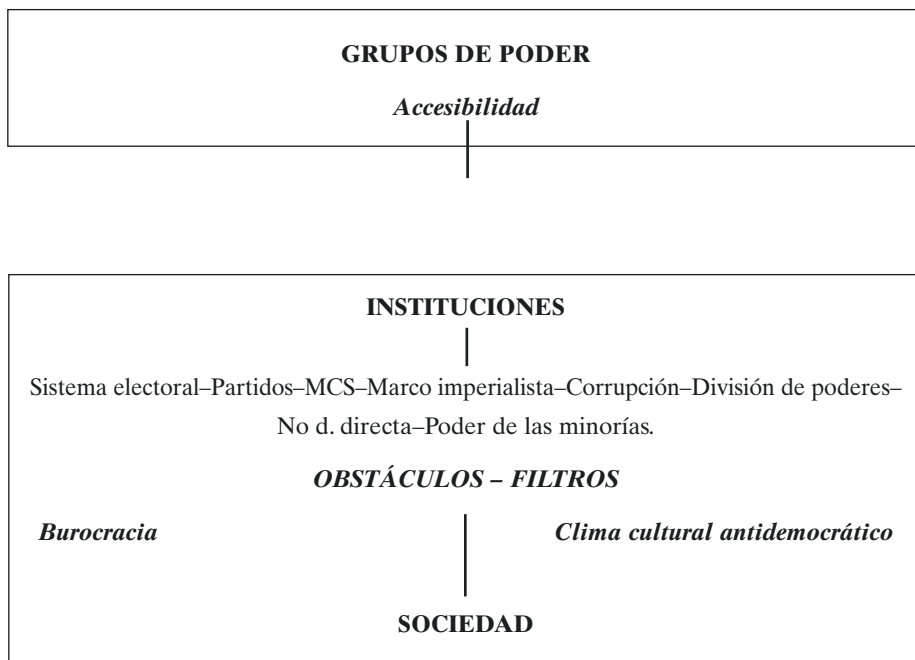 GRUPOS DE PODER
Accesibilidad
INSTITUCIONES
Sistema electoral–Partidos–MCS–Marco imperialista–Corrupción–División de poderes–
No d. directa–Poder de las minorías.
OBSTÁCULOS – FILTROS
Burocracia Clima cultural antidemocrático
SOCIEDAD